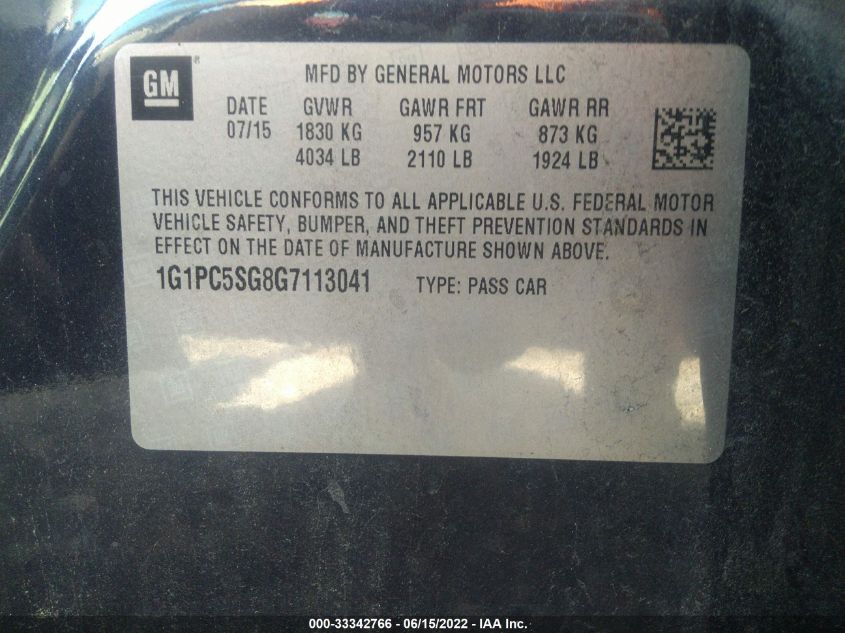 GM®
MFD BY GENERAL MOTORS LLC
DATE GVWR GAWR FRT GAWR RR
07/15 1830 KG 957 KG 873 KG
4034 LB 2110 LB 1924 LB
THIS VEHICLE CONFORMS TO ALL APPLICABLE U.S. FEDERAL MOTOR
VEHICLE SAFETY, BUMPER, AND THEFT PREVENTION STANDARDS IN
EFFECT ON THE DATE OF MANUFACTURE SHOWN ABOVE.
1G1PC5SG8G7113041 TYPE: PASS CAR
000-33342766 - 06/15/2022 - IAA Inc.